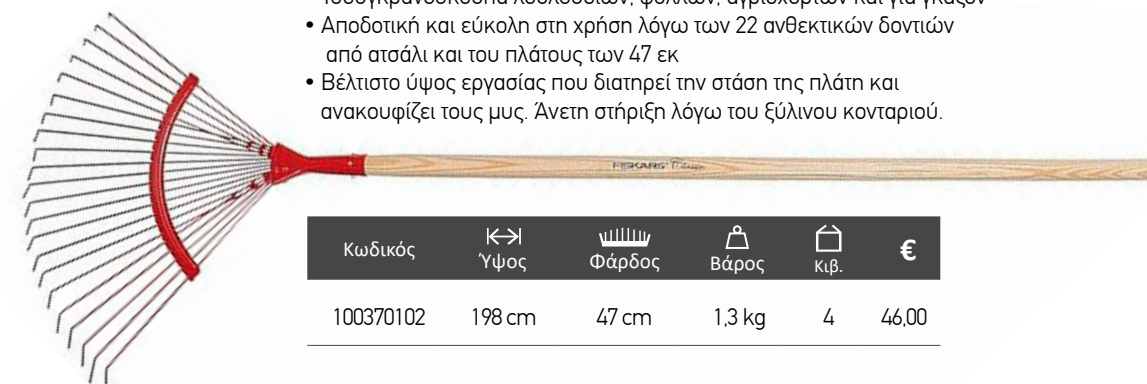 • Αποδοτική και εύκολη στη χρήση λόγω των 22 ανθεκτικών δοντιών
από ατσάλι και του πλάτους των 47 εκ
• Βέλτιστο ύψος εργασίας που διατηρεί την στάση της πλάτη και
ανακουφίζει τους μυς. Άνετη στήριξη λόγω του ξύλινου κονταριού.
FISKARS Classic
Κωδικός Ύψος Φάρδος Βάρος Κιβ. €
100370102 198 cm 47 cm 1,3 kg 4 46,00